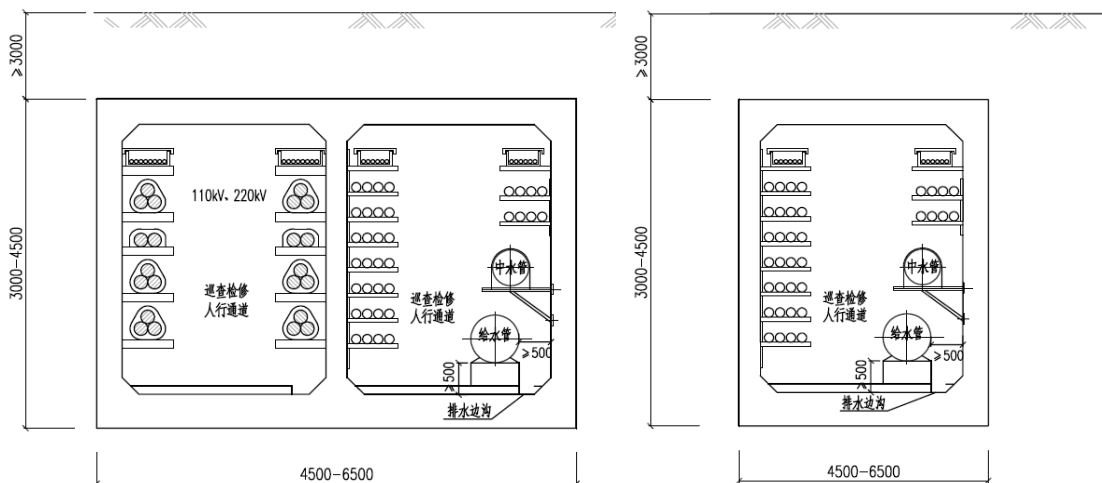 ≥3000
3000-4500
110kV、220kV
巡查检修
人行通道
巡查检修
人行通道
中水管
给水管
≥500
≥500
排水边沟
4500-6500
≥3000
3000-4500
巡查检修
人行通道
中水管
给水管
≥500
≥500
排水边沟
4500-6500